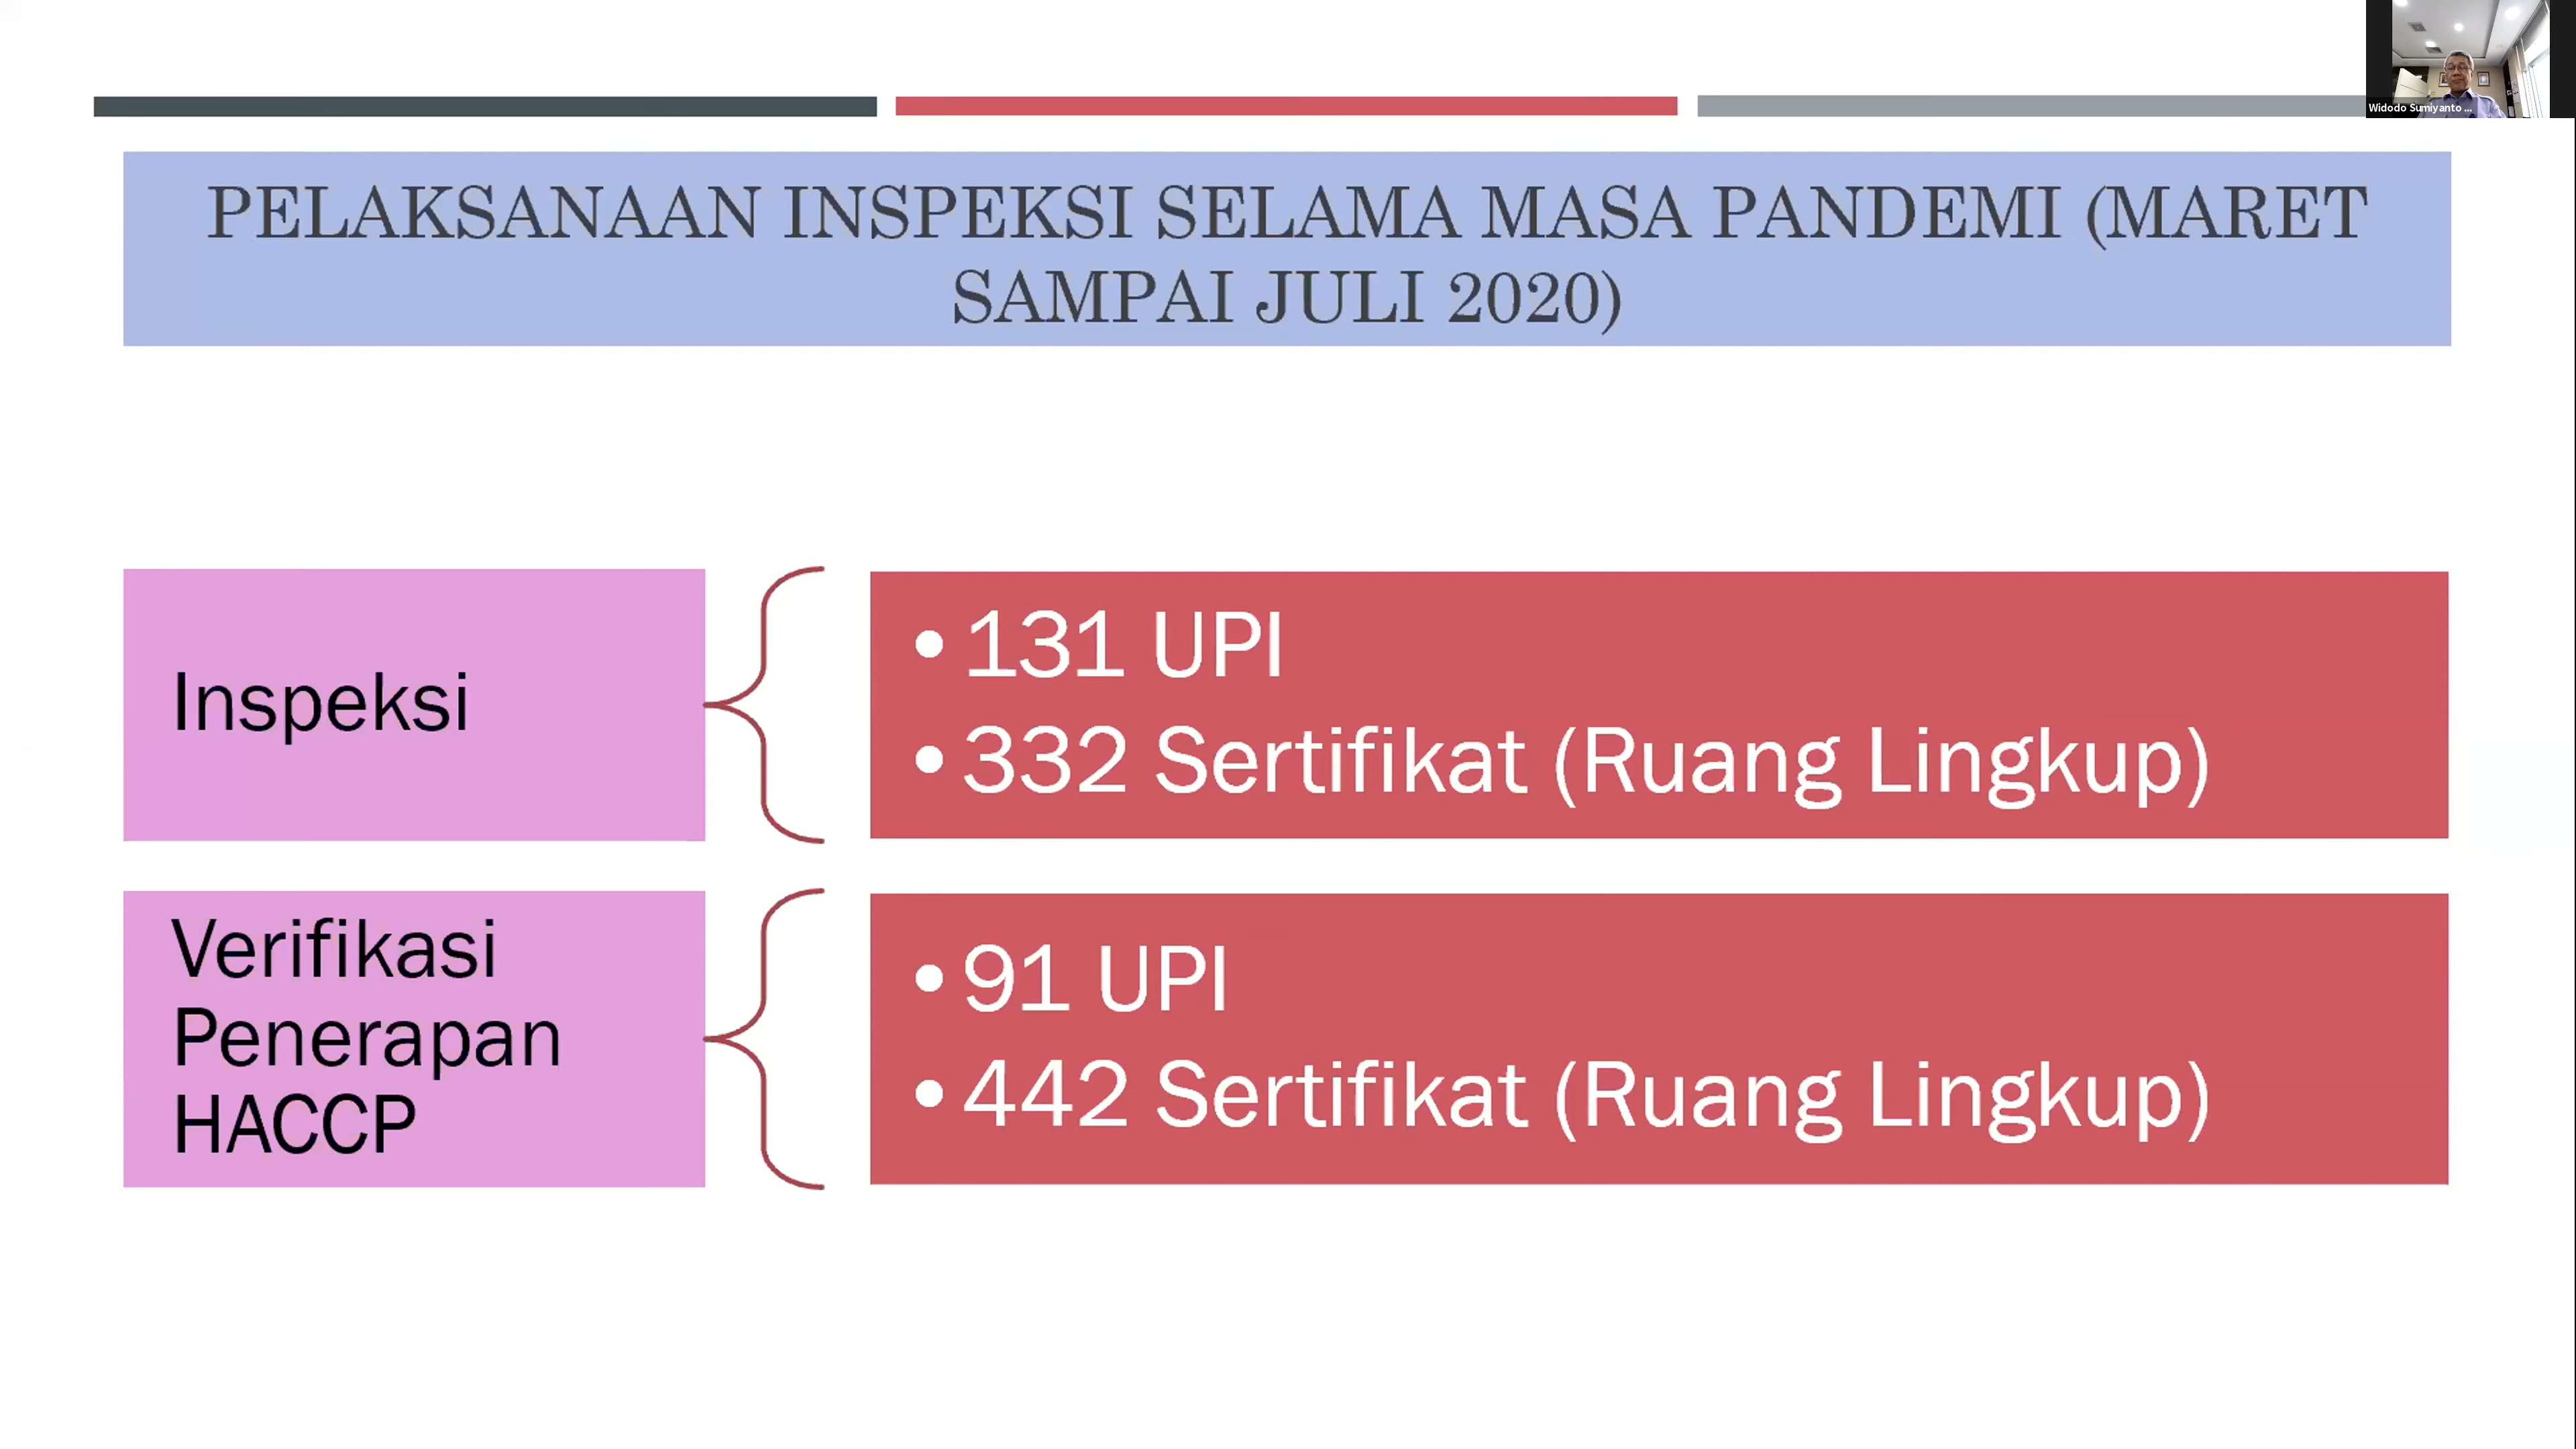 Widodo Sumiyanto ...
PELAKSANAAN INSPEKSI SELAMA MASA PANDEMI (MARET
SAMPAI JULI 2020)
Inspeksi
• 131 UPI
• 332 Sertifikat (Ruang Lingkup)
Verifikasi
Penerapan
HACCP
• 91 UPI
• 442 Sertifikat (Ruang Lingkup)